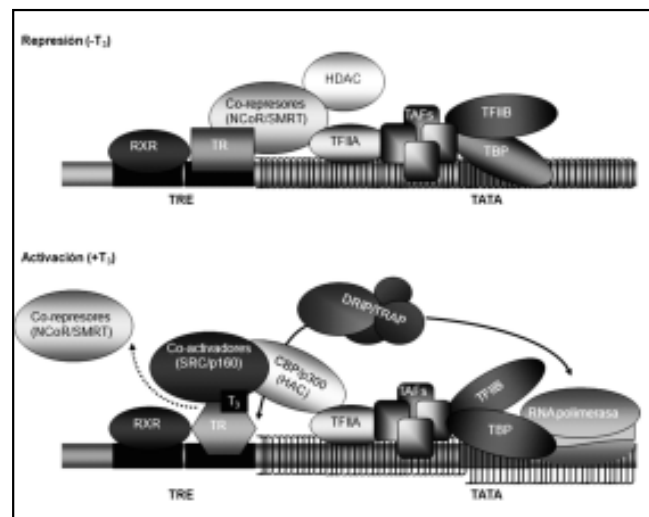 Represión (-T₃)
HDAC
Co-represores
(NCoR/SMRT)
TAFs
TFIIB
RXR
TR
TFIIA
TBP
TRE
TATA
Activación (+T₃)
DRIP/TRAP
Co-represores
(NCoR/SMRT)
Co-activadores
(SRC/p160)
CBP/p300
(HAC)
T₃
TAFs
TFIIB
RNA polimerasa
RXR
TR
TFIIA
TBP
TRE
TATA